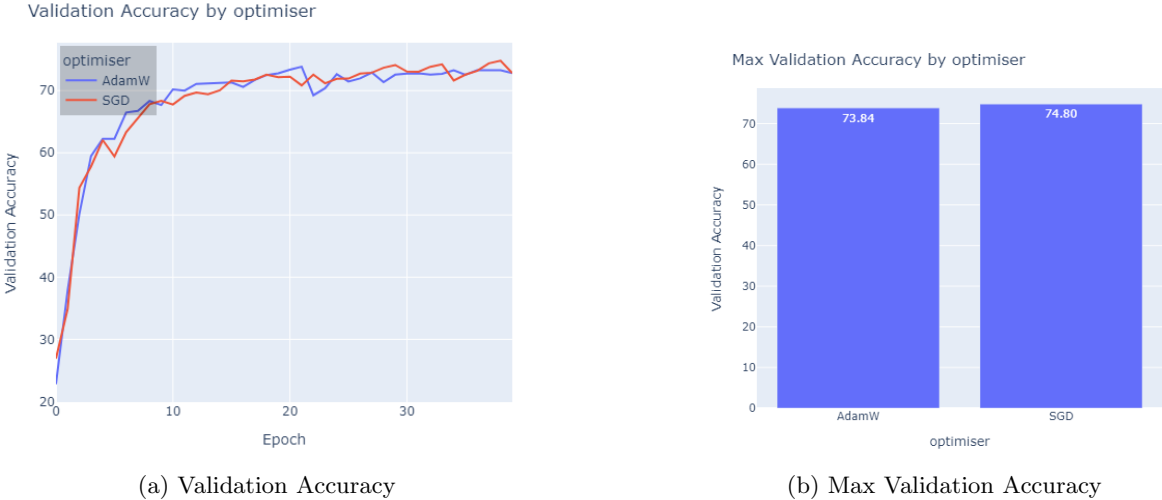 Validation Accuracy by optimiser
optimiser
AdamW
SGD
Validation Accuracy
70
60
50
40
30
20
0
10
20
30
Epoch
(a) Validation Accuracy
Max Validation Accuracy by optimiser
73.84
74.80
Validation Accuracy
70
60
50
40
30
20
10
0
AdamW
SGD
optimiser
(b) Max Validation Accuracy